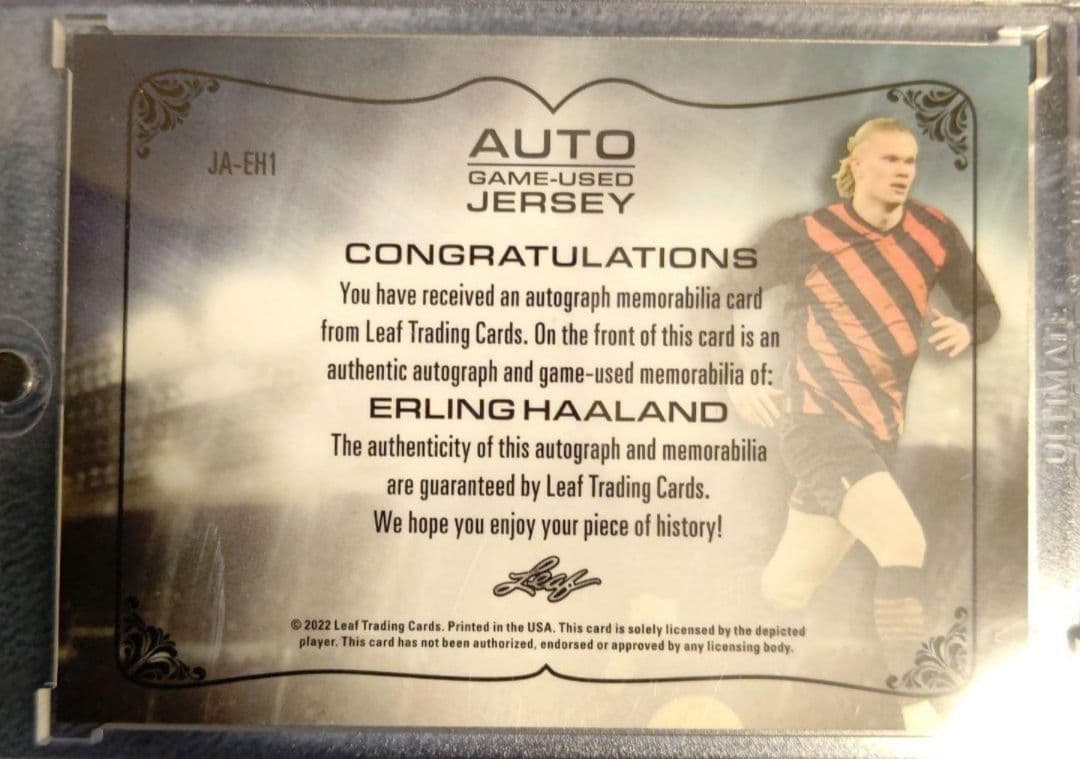 JA-EH1
AUTO
GAME-USED
JERSEY
CONGRATULATIONS
You have received an autograph memorabilia card
from Leaf Trading Cards. On the front of this card is an
authentic autograph and game-used memorabilia of:
ERLING HAALAND
The authenticity of this autograph and memorabilia
are guaranteed by Leaf Trading Cards.
We hope you enjoy your piece of history!
Leaf
© 2022 Leaf Trading Cards. Printed in the USA. This card is solely licensed by the depicted
player. This card has not been authorized, endorsed or approved by any licensing body.
ULTIMATE